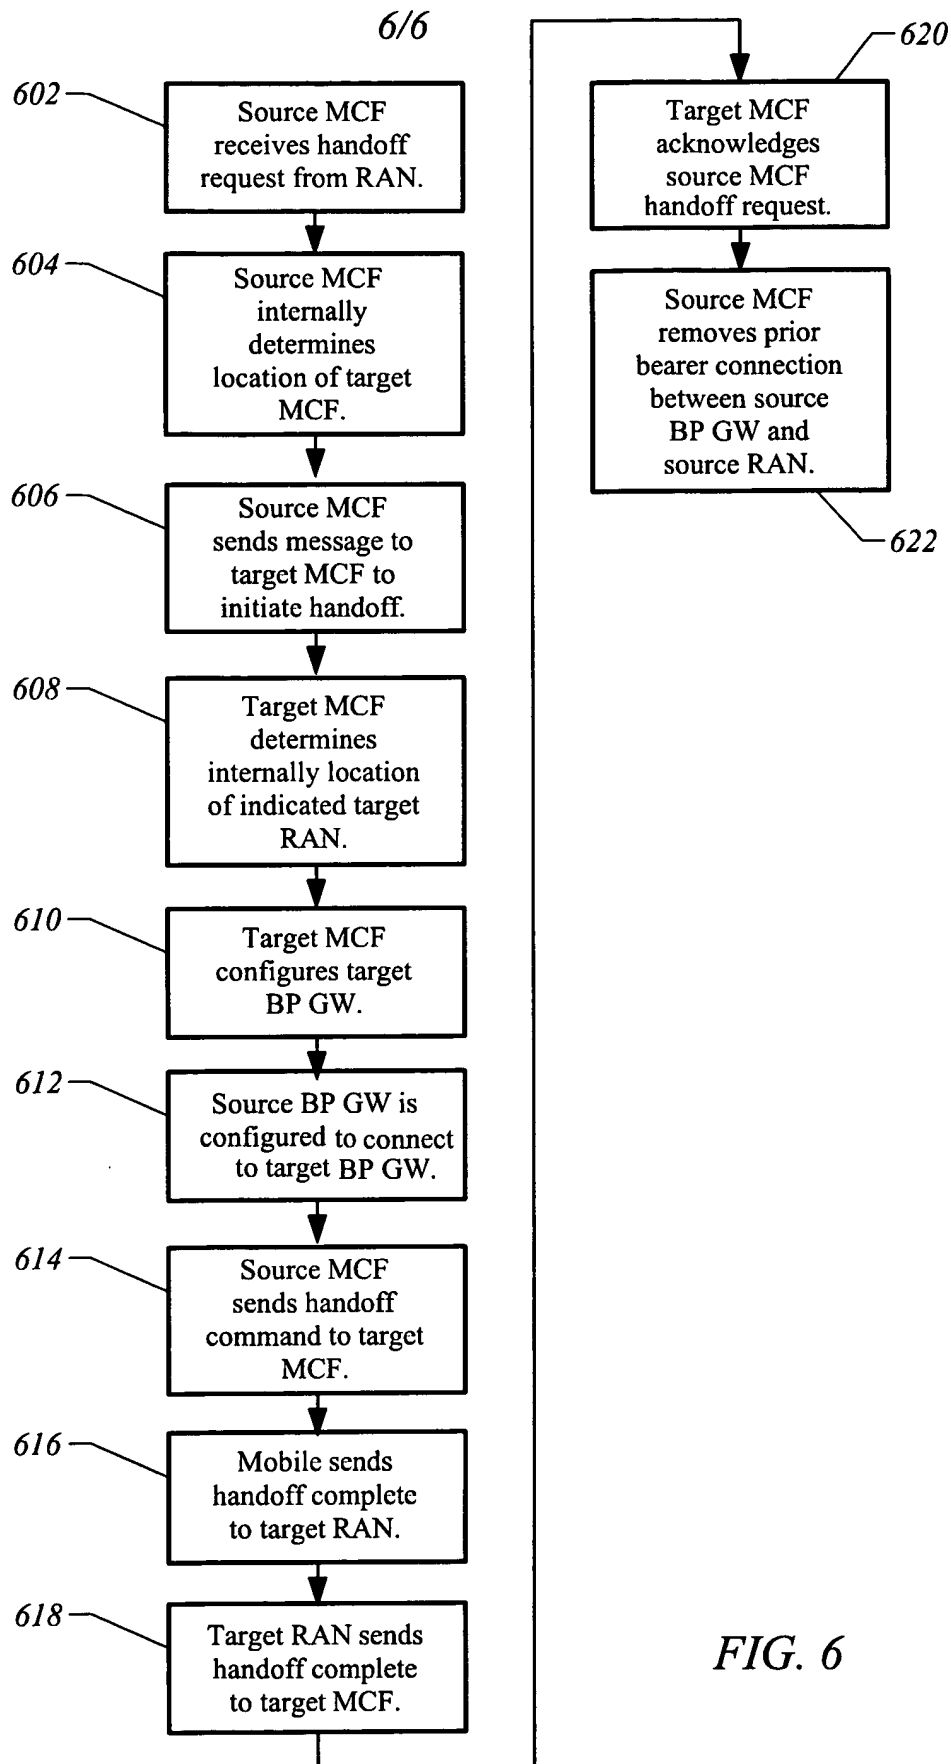 6/6
602
Source MCF
receives handoff
request from RAN.
604
Source MCF
internally
determines
location of target
MCF.
606
Source MCF
sends message to
target MCF to
initiate handoff.
608
Target MCF
determines
internally location
of indicated target
RAN.
610
Target MCF
configures target
BP GW.
612
Source BP GW is
configured to connect
to target BP GW.
614
Source MCF
sends handoff
command to target
MCF.
616
Mobile sends
handoff complete
to target RAN.
618
Target RAN sends
handoff complete
to target MCF.
620
Target MCF
acknowledges
source MCF
handoff request.
Source MCF
removes prior
bearer connection
between source
BP GW and
source RAN.
622
FIG. 6